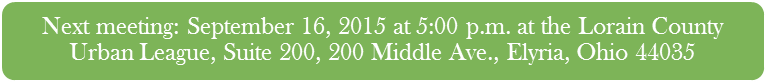 Next meeting: September 16, 2015 at 5:00 p.m. at the Lorain County
Urban League, Suite 200, 200 Middle Ave., Elyria, Ohio 44035